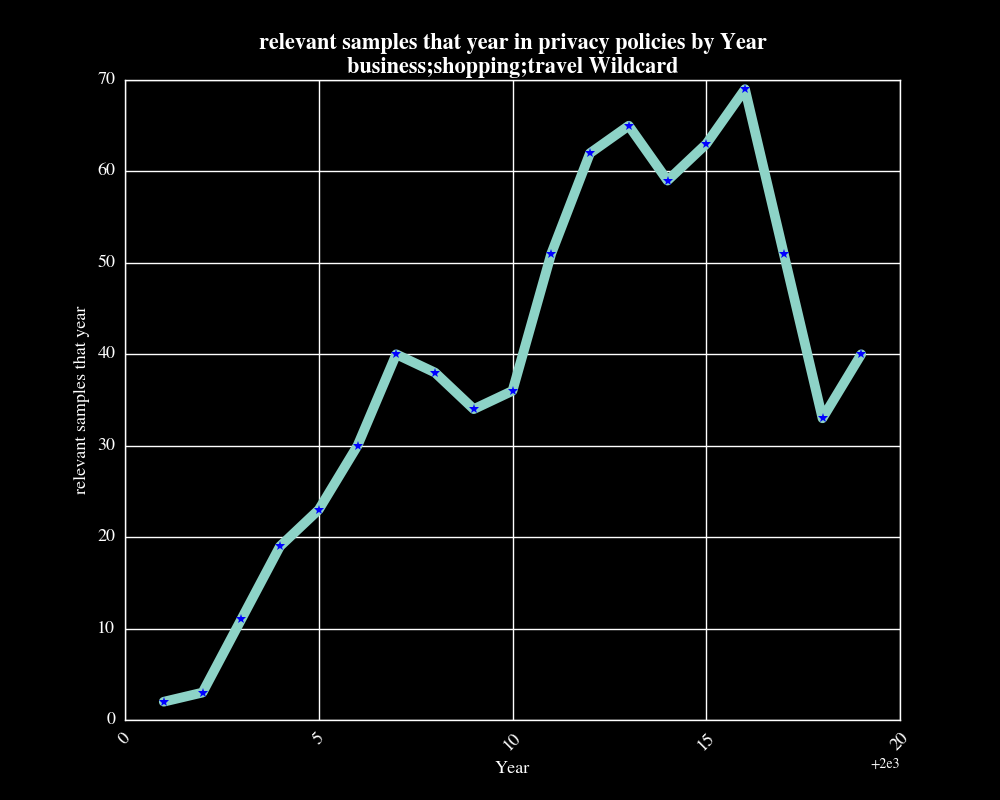 relevant samples that year in privacy policies by Year
business;shopping;travel Wildcard
70
60
50
40
30
20
10
0
relevant samples that year
0
5
10
15
20
Year
+2e3